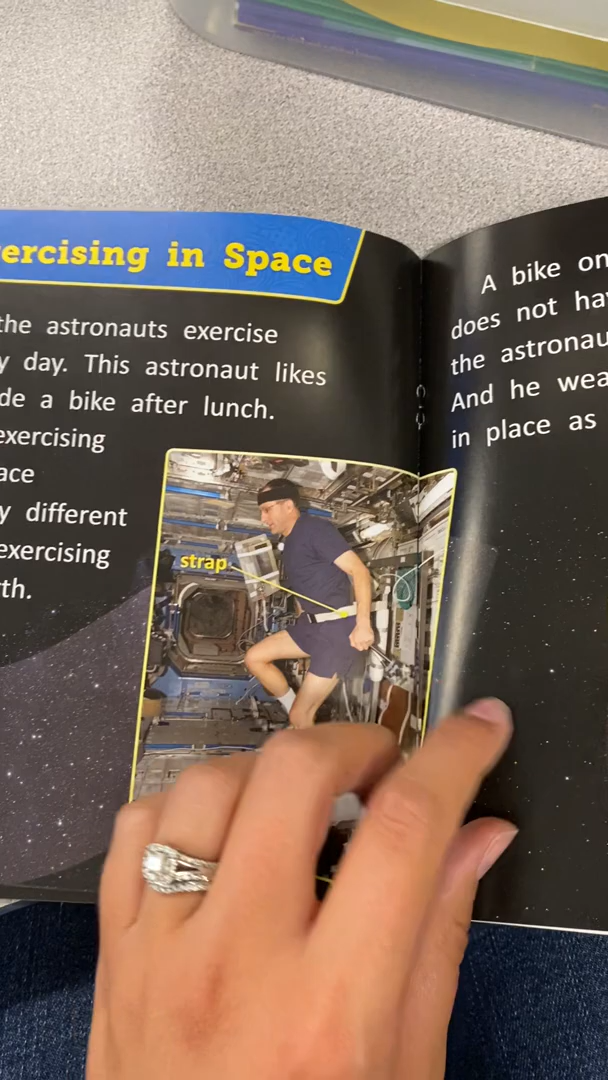 ercising in Space
the astronauts exercise
y day. This astronaut likes
de a bike after lunch.
exercising
ace
y different
exercising
th.
strap
A bike on
does not ha
the astronau
And he wea
in place as